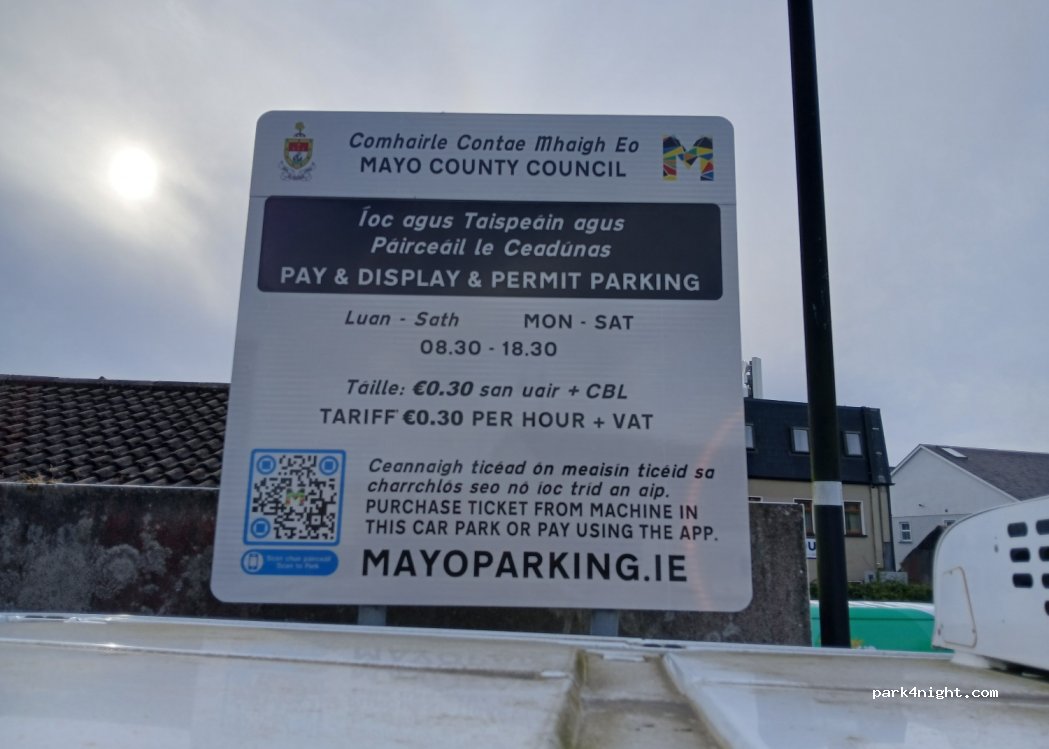 Comhairle Contae Mhaigh Eo
MAYO COUNTY COUNCIL
Íoc agus Taispeáin agus
Páirceáil le Ceadúnas
PAY & DISPLAY & PERMIT PARKING
Luan - Sath MON - SAT
08.30 - 18.30
Táille: €0.30 san uair + CBL
TARIFF €0.30 PER HOUR + VAT
Ceannaigh ticéad ón meaisín ticéid sa
charrchlós seo nó íoc tríd an aip.
PURCHASE TICKET FROM MACHINE IN
THIS CAR PARK OR PAY USING THE APP.
Scan to Park
MAYOPARKING.IE
park4night.com